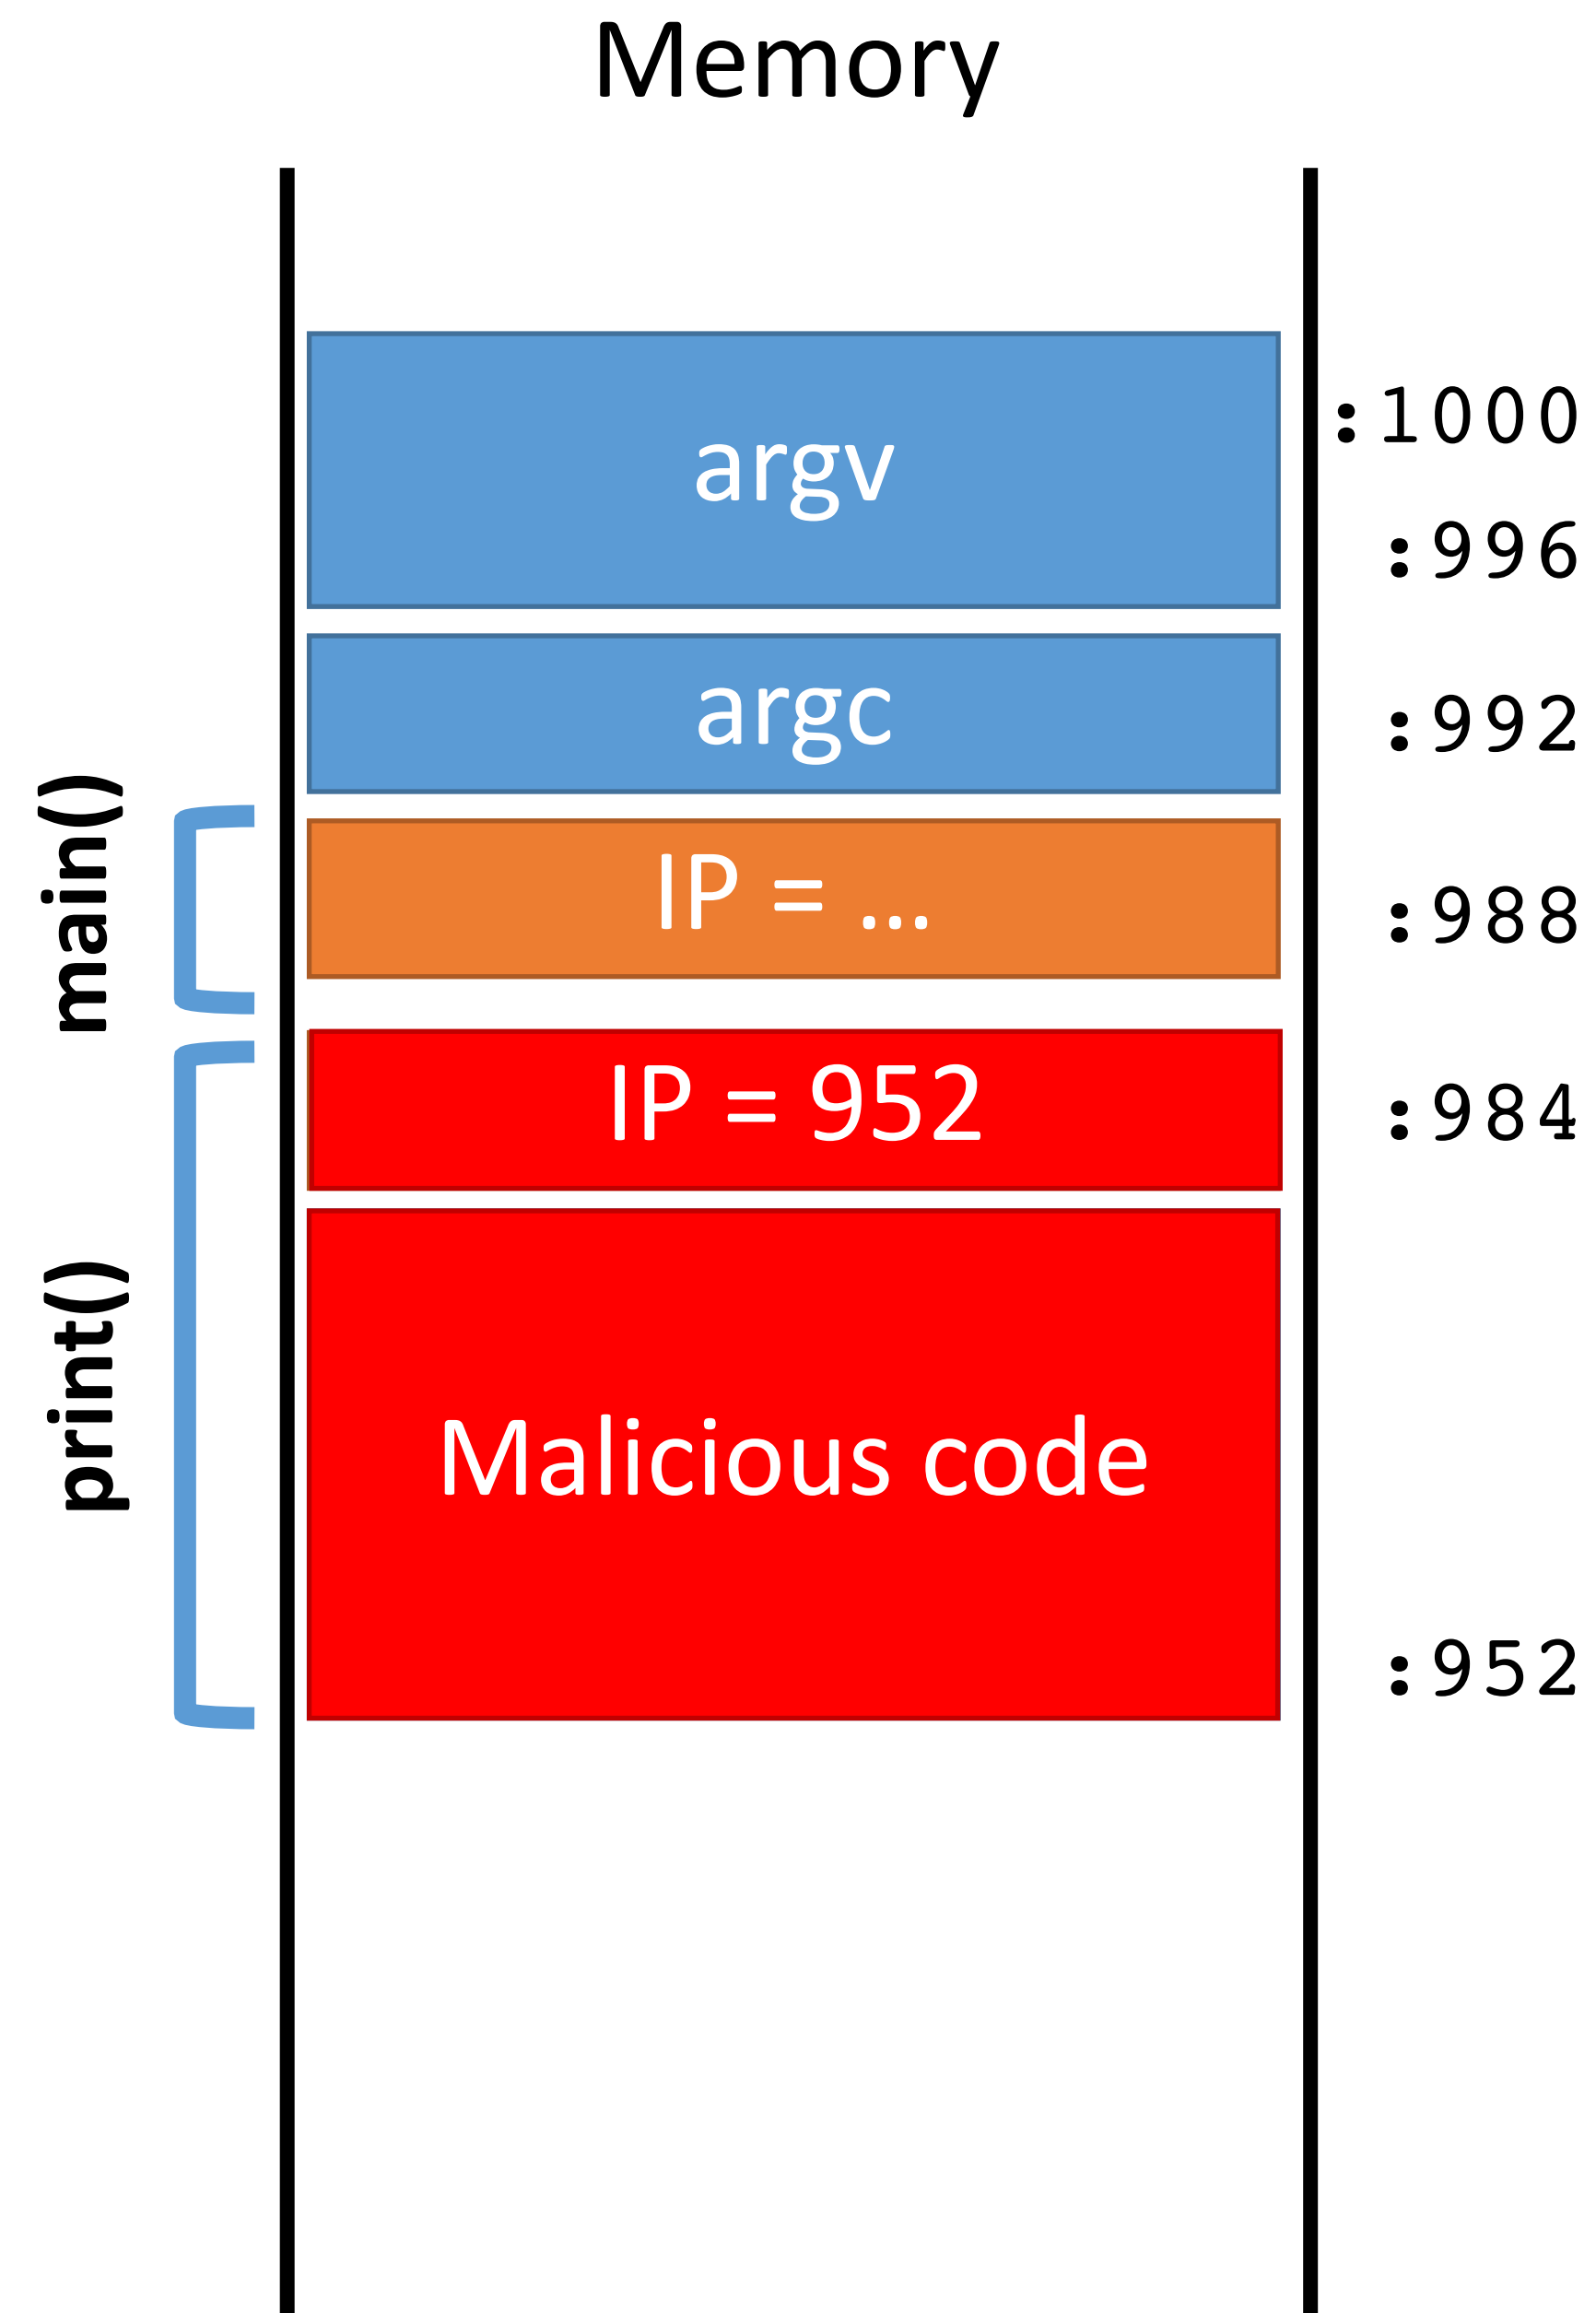 Memory
argv
:1000
:996
argc
:992
main()
IP = ...
:988
IP = 952
:984
print()
Malicious code
:952